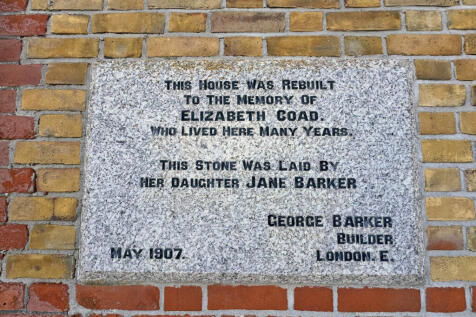 This House Was Rebuilt
To The Memory Of
Elizabeth Coad.
Who Lived Here Many Years.
This Stone Was Laid By
Her Daughter JANE BARKER
George Barker
Builder
May 1907.
London. E.